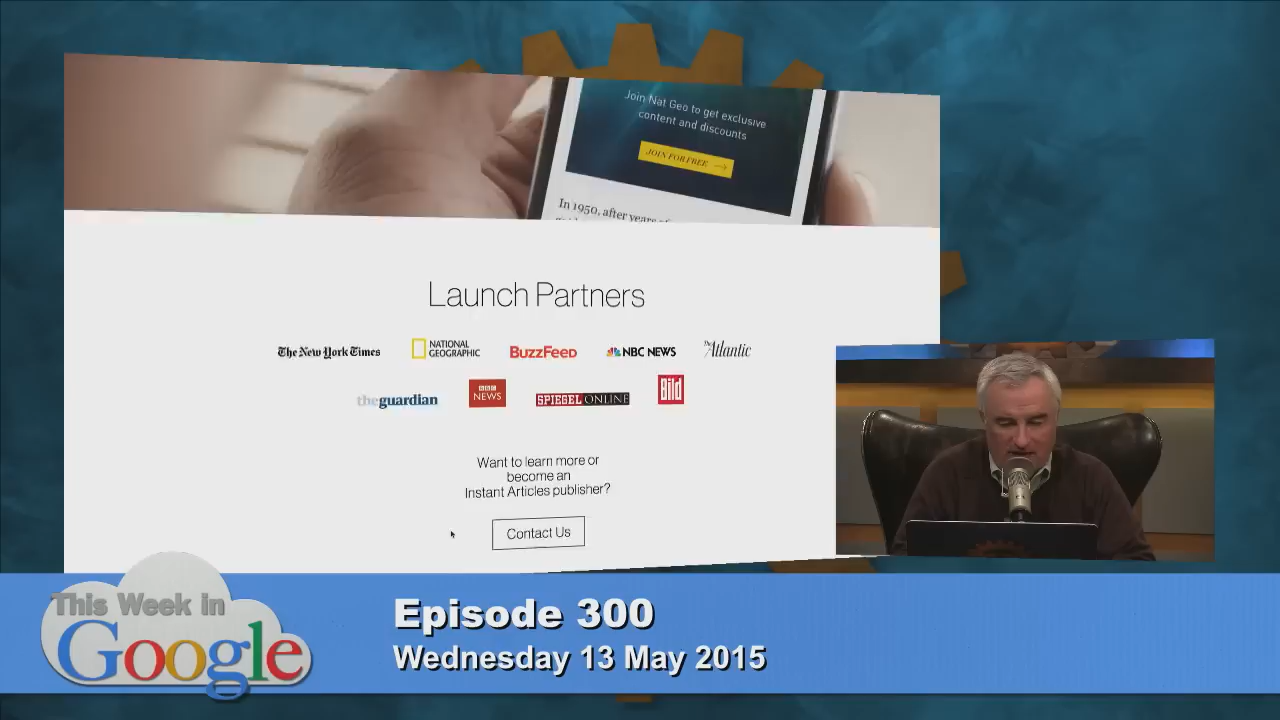 Join Nat Geo to get exclusive
content and discounts
JOIN FOR FREE →
In 1950, after years
Launch Partners
The New York Times
NATIONAL
GEOGRAPHIC
BuzzFeed
NBC NEWS
The Atlantic
theguardian
BBC
NEWS
SPIEGEL ONLINE
Bild
Want to learn more or
become an
Instant Articles publisher?
Contact Us
This Week in
Google
Episode 300
Wednesday 13 May 2015